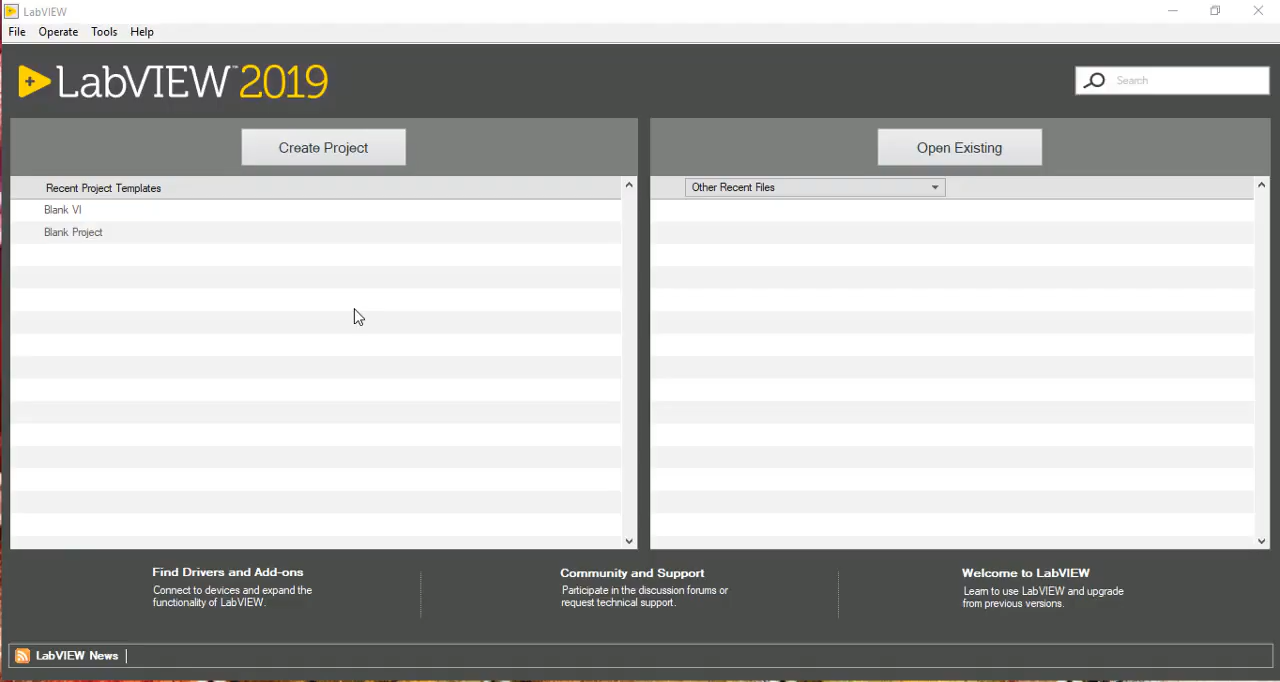 LabVIEW
File Operate Tools Help
LabVIEW™ 2019
Search
Create Project
Open Existing
Recent Project Templates
Blank VI
Blank Project
Other Recent Files
Find Drivers and Add-ons
Connect to devices and expand the
functionality of LabVIEW.
Community and Support
Participate in the discussion forums or
request technical support.
Welcome to LabVIEW
Learn to use LabVIEW and upgrade
from previous versions.
LabVIEW News |